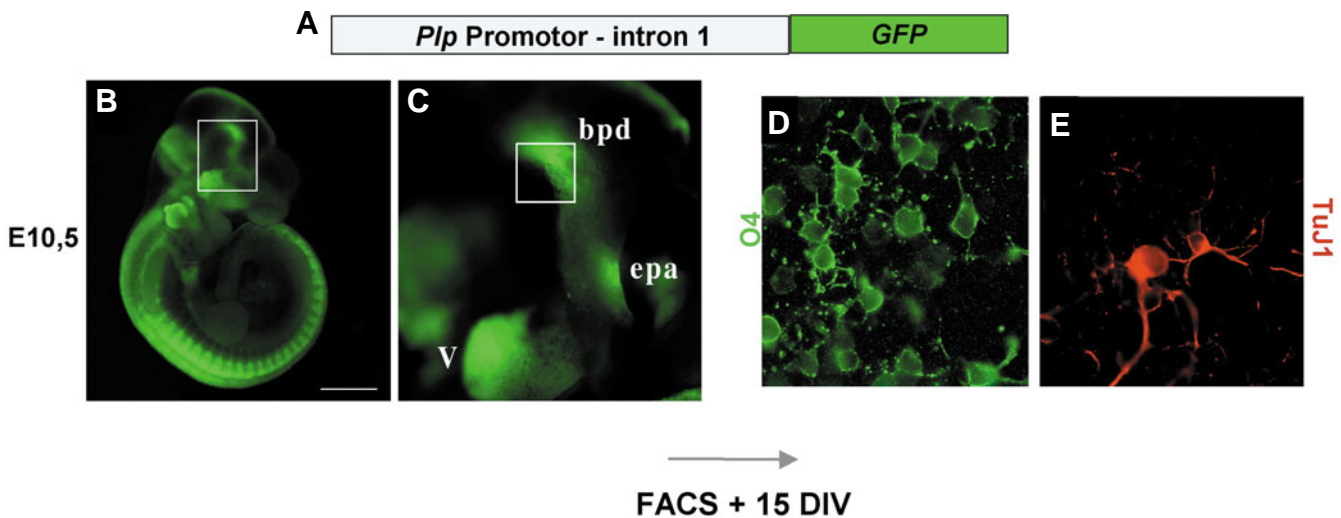 A
Plp Promotor - intron 1 GFP
B
C
bpd
epa
V
D
E
E10,5
O4
TuJ1
FACS + 15 DIV